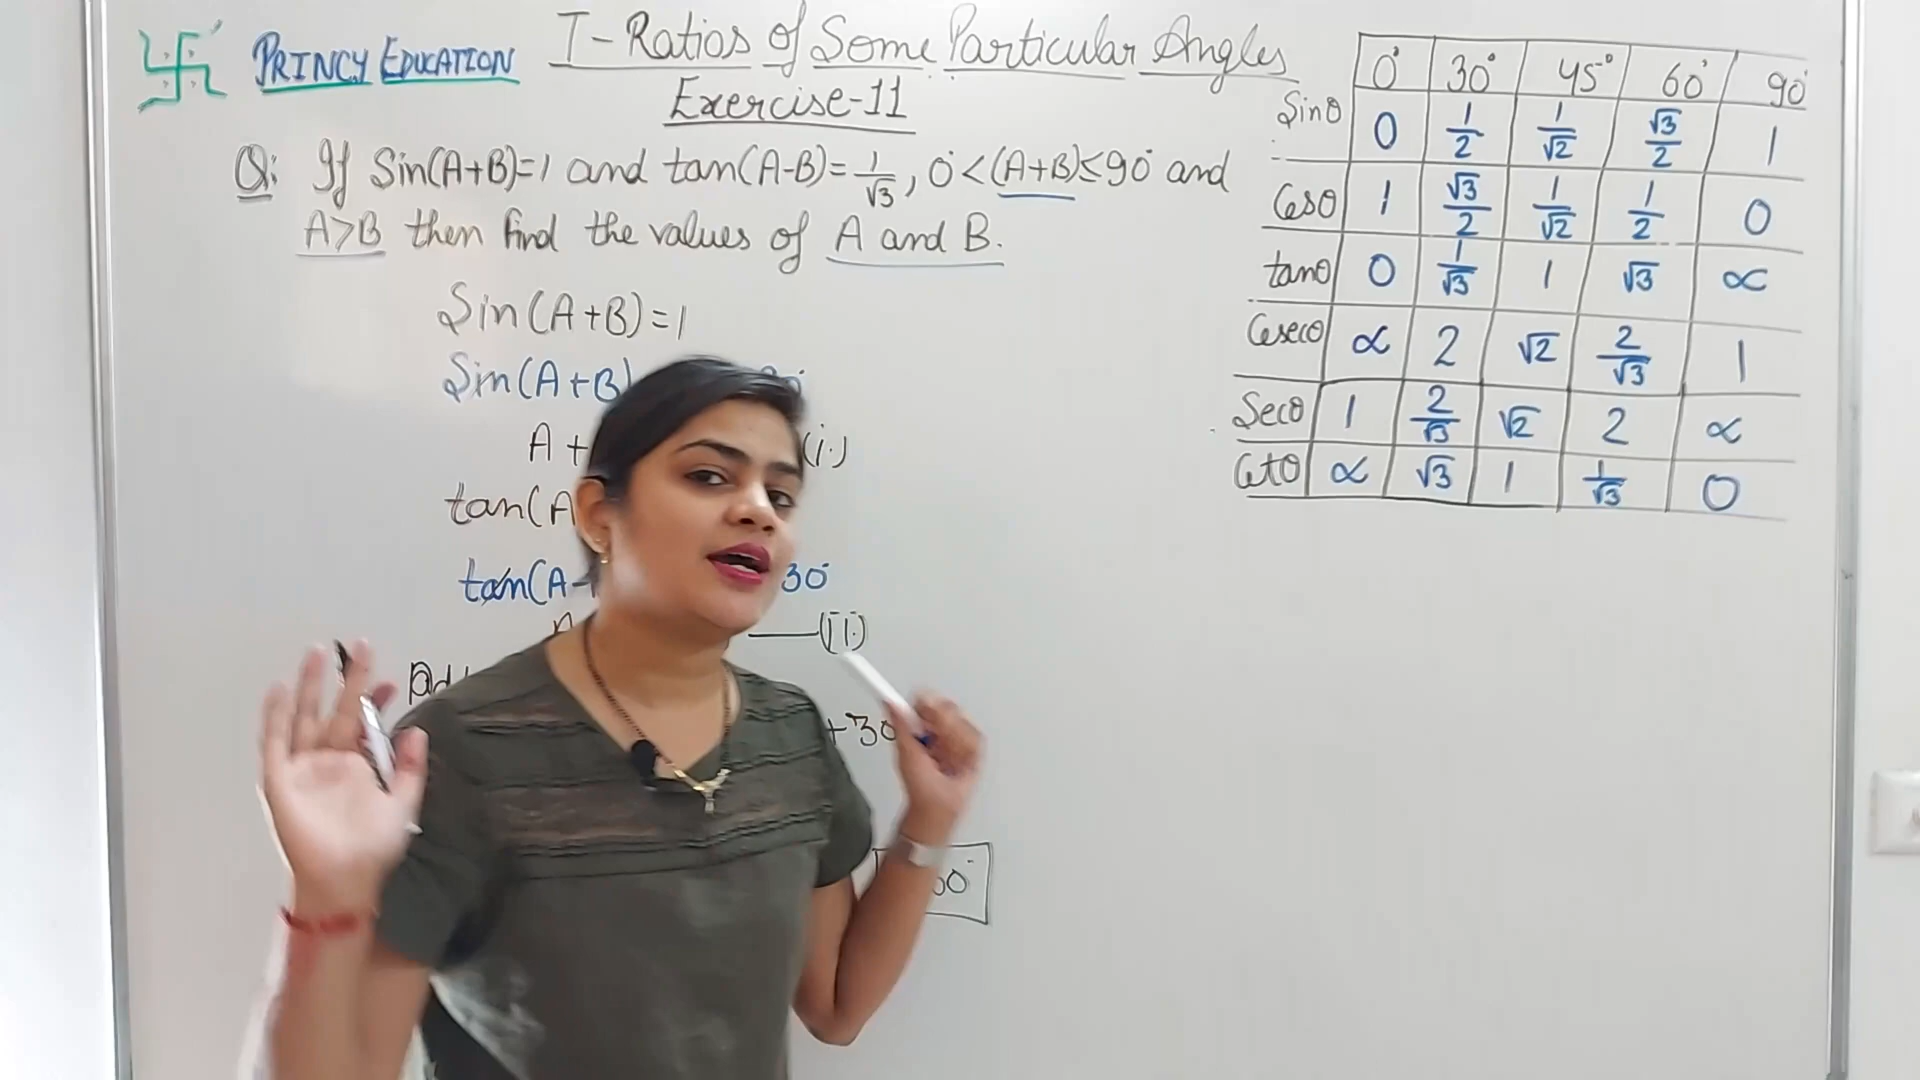 PRINCY EDUCATION
T-Ratios of Some Particular Angles
Exercise-11
Q: If Sin(A+B)=1 and tan(A-B)=1/√3, 0°<(A+B)≤90° and
A>B then find the values of A and B.
Sin(A+B)=1
Sin(A+B)
A+ (i.)
tan(A
tan(A- 30°
——(ii.)
Add
+30°
0° 30° 45° 60° 90°
Sinθ 0 1/2 1/√2 √3/2 1
Cosθ 1 √3/2 1/√2 1/2 0
tanθ 0 1/√3 1 √3 ∝
Cosecθ ∝ 2 √2 2/√3 1
Secθ 1 2/√3 √2 2 ∝
Cotθ ∝ √3 1 1/√3 0